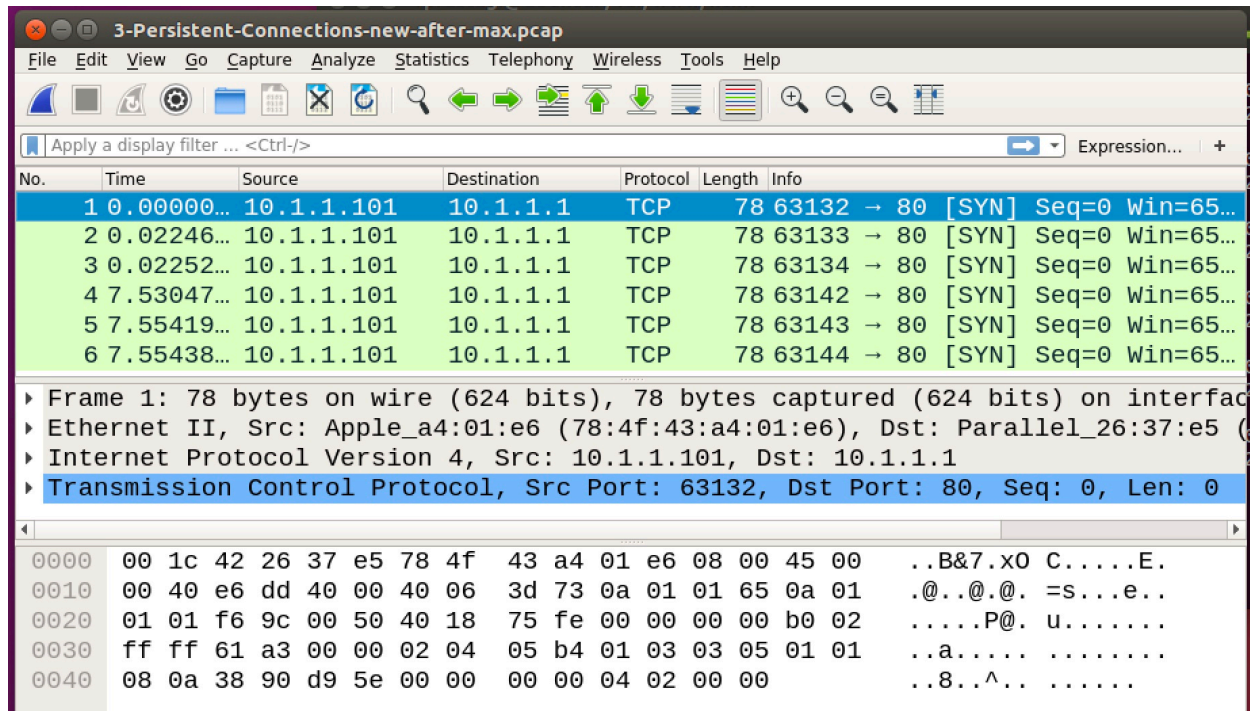 3-Persistent-Connections-new-after-max.pcap
File Edit View Go Capture Analyze Statistics Telephony Wireless Tools Help
Apply a display filter ... <Ctrl-/> Expression... +
No. Time Source Destination Protocol Length Info
1 0.00000… 10.1.1.101 10.1.1.1 TCP 78 63132 → 80 [SYN] Seq=0 Win=65…
2 0.02246… 10.1.1.101 10.1.1.1 TCP 78 63133 → 80 [SYN] Seq=0 Win=65…
3 0.02252… 10.1.1.101 10.1.1.1 TCP 78 63134 → 80 [SYN] Seq=0 Win=65…
4 7.53047… 10.1.1.101 10.1.1.1 TCP 78 63142 → 80 [SYN] Seq=0 Win=65…
5 7.55419… 10.1.1.101 10.1.1.1 TCP 78 63143 → 80 [SYN] Seq=0 Win=65…
6 7.55438… 10.1.1.101 10.1.1.1 TCP 78 63144 → 80 [SYN] Seq=0 Win=65…
Frame 1: 78 bytes on wire (624 bits), 78 bytes captured (624 bits) on interfac
Ethernet II, Src: Apple_a4:01:e6 (78:4f:43:a4:01:e6), Dst: Parallel_26:37:e5 (
Internet Protocol Version 4, Src: 10.1.1.101, Dst: 10.1.1.1
Transmission Control Protocol, Src Port: 63132, Dst Port: 80, Seq: 0, Len: 0
0000 00 1c 42 26 37 e5 78 4f 43 a4 01 e6 08 00 45 00 ..B&7.xO C.....E.
0010 00 40 e6 dd 40 00 40 06 3d 73 0a 01 01 65 0a 01 .@..@.@. =s...e..
0020 01 01 f6 9c 00 50 40 18 75 fe 00 00 00 00 b0 02 .....P@. u.......
0030 ff ff 61 a3 00 00 02 04 05 b4 01 03 03 05 01 01 ..a..... ........
0040 08 0a 38 90 d9 5e 00 00 00 00 04 02 00 00 ..8..^.. ......